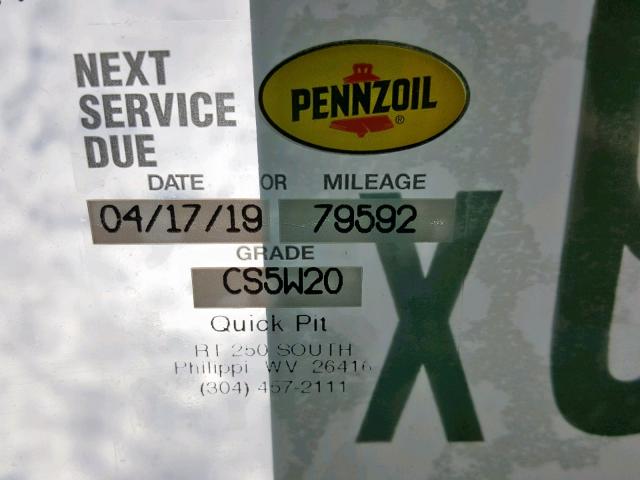 NEXT
SERVICE
DUE
PENNZOIL®
DATE OR MILEAGE
04/17/19 79592
GRADE
CS5W20
Quick Pit
RT 250 SOUTH
Philippi WV 26416
(304) 457-2111
X